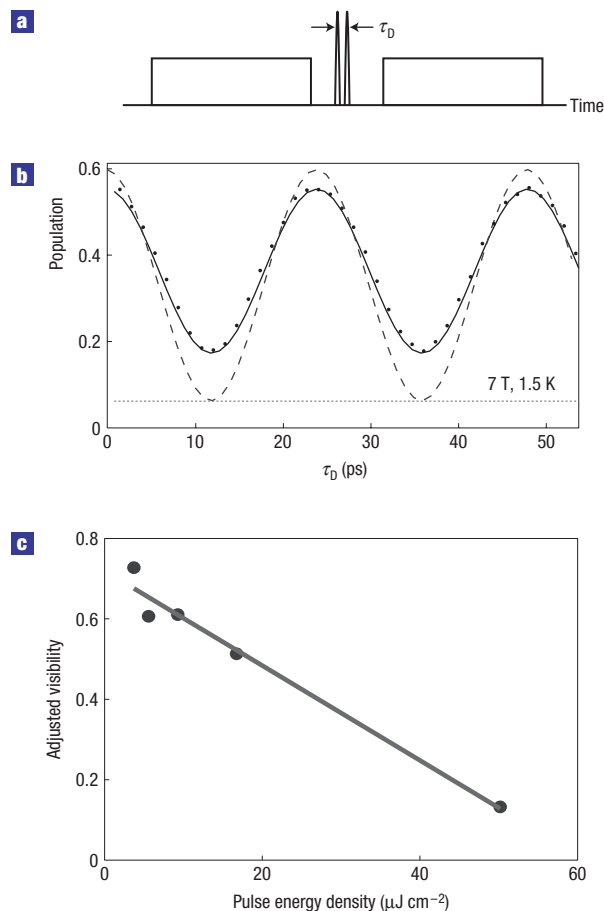 a
τD
Time
b
Population
0.6
0.4
0.2
0
7 T, 1.5 K
0 10 20 30 40 50
τD (ps)
c
Adjusted visibility
0.8
0.6
0.4
0.2
0
0 20 40 60
Pulse energy density (μJ cm−2)